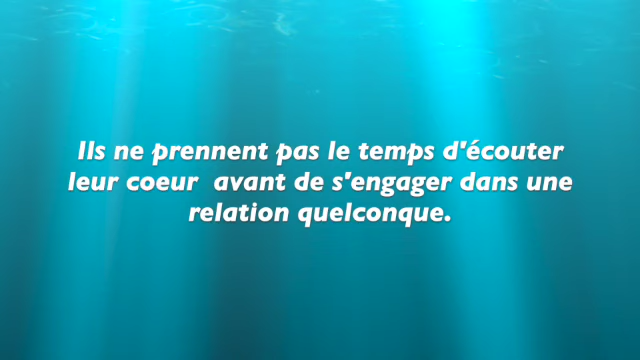 Ils ne prennent pas le temps d'écouter
leur coeur  avant de s'engager dans une
relation quelconque.